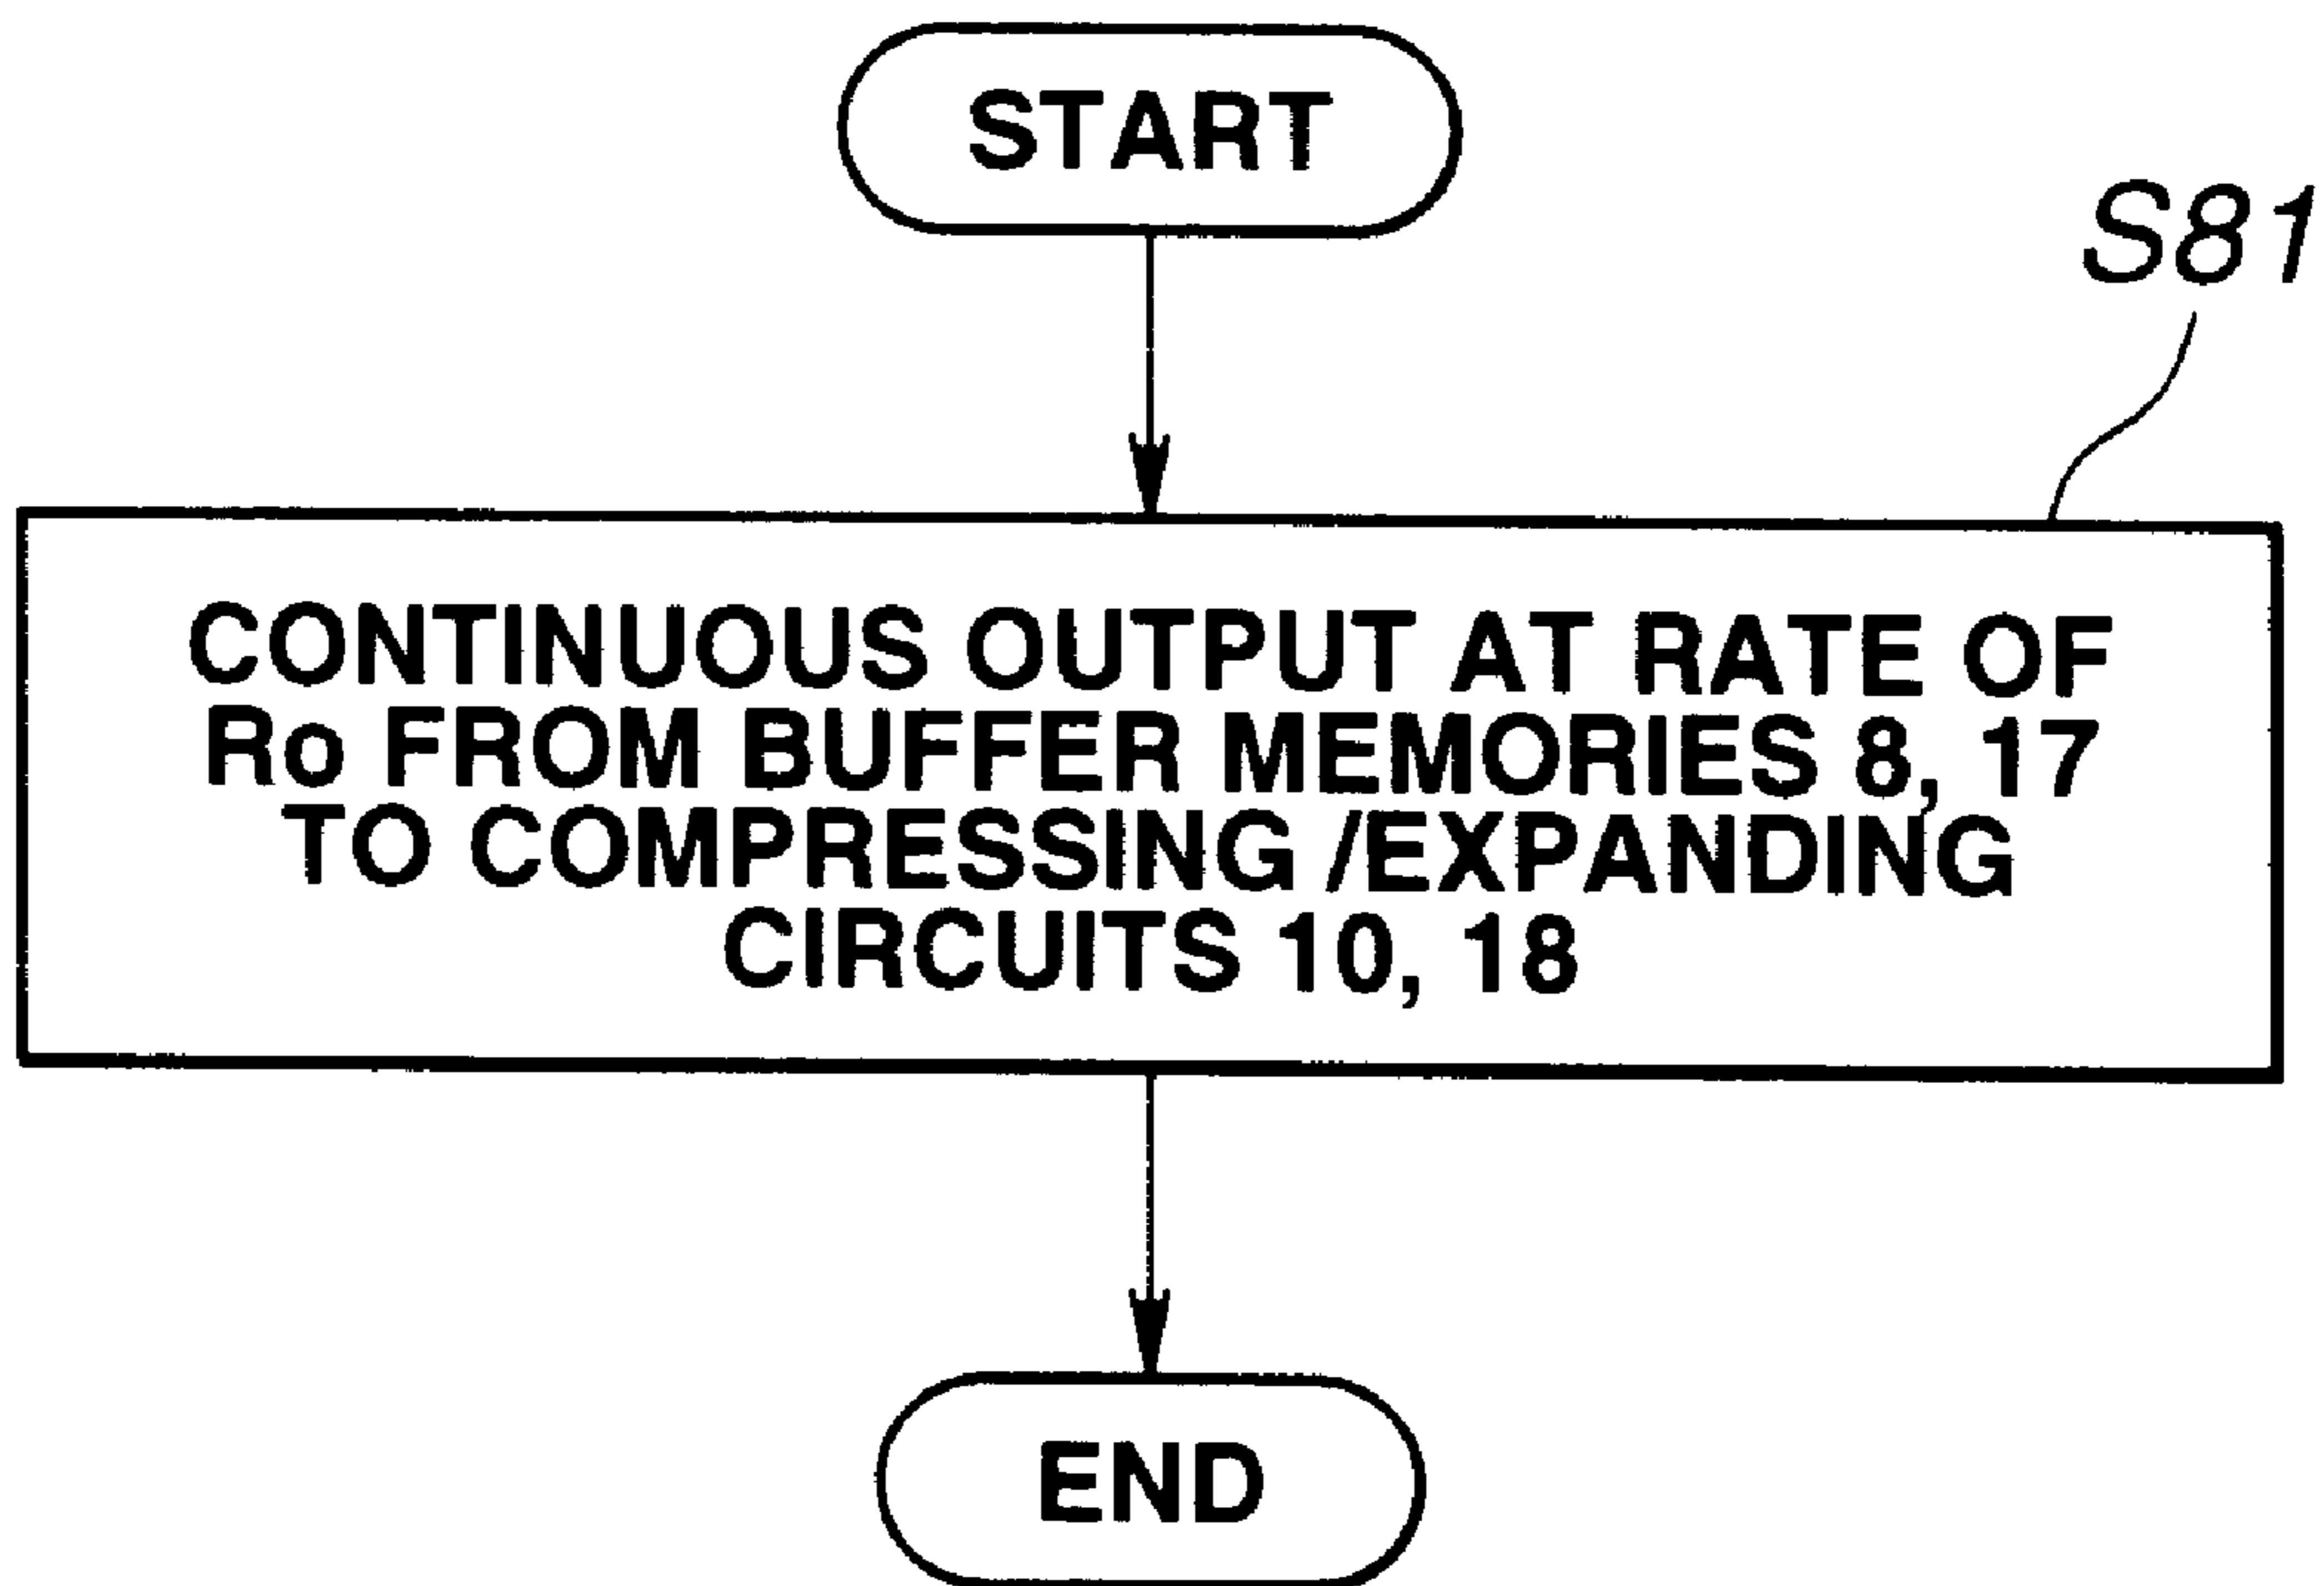 START
S81
CONTINUOUS OUTPUT AT RATE OF
Ro FROM BUFFER MEMORIES 8, 17
TO COMPRESSING /EXPANDING
CIRCUITS 10, 18
END